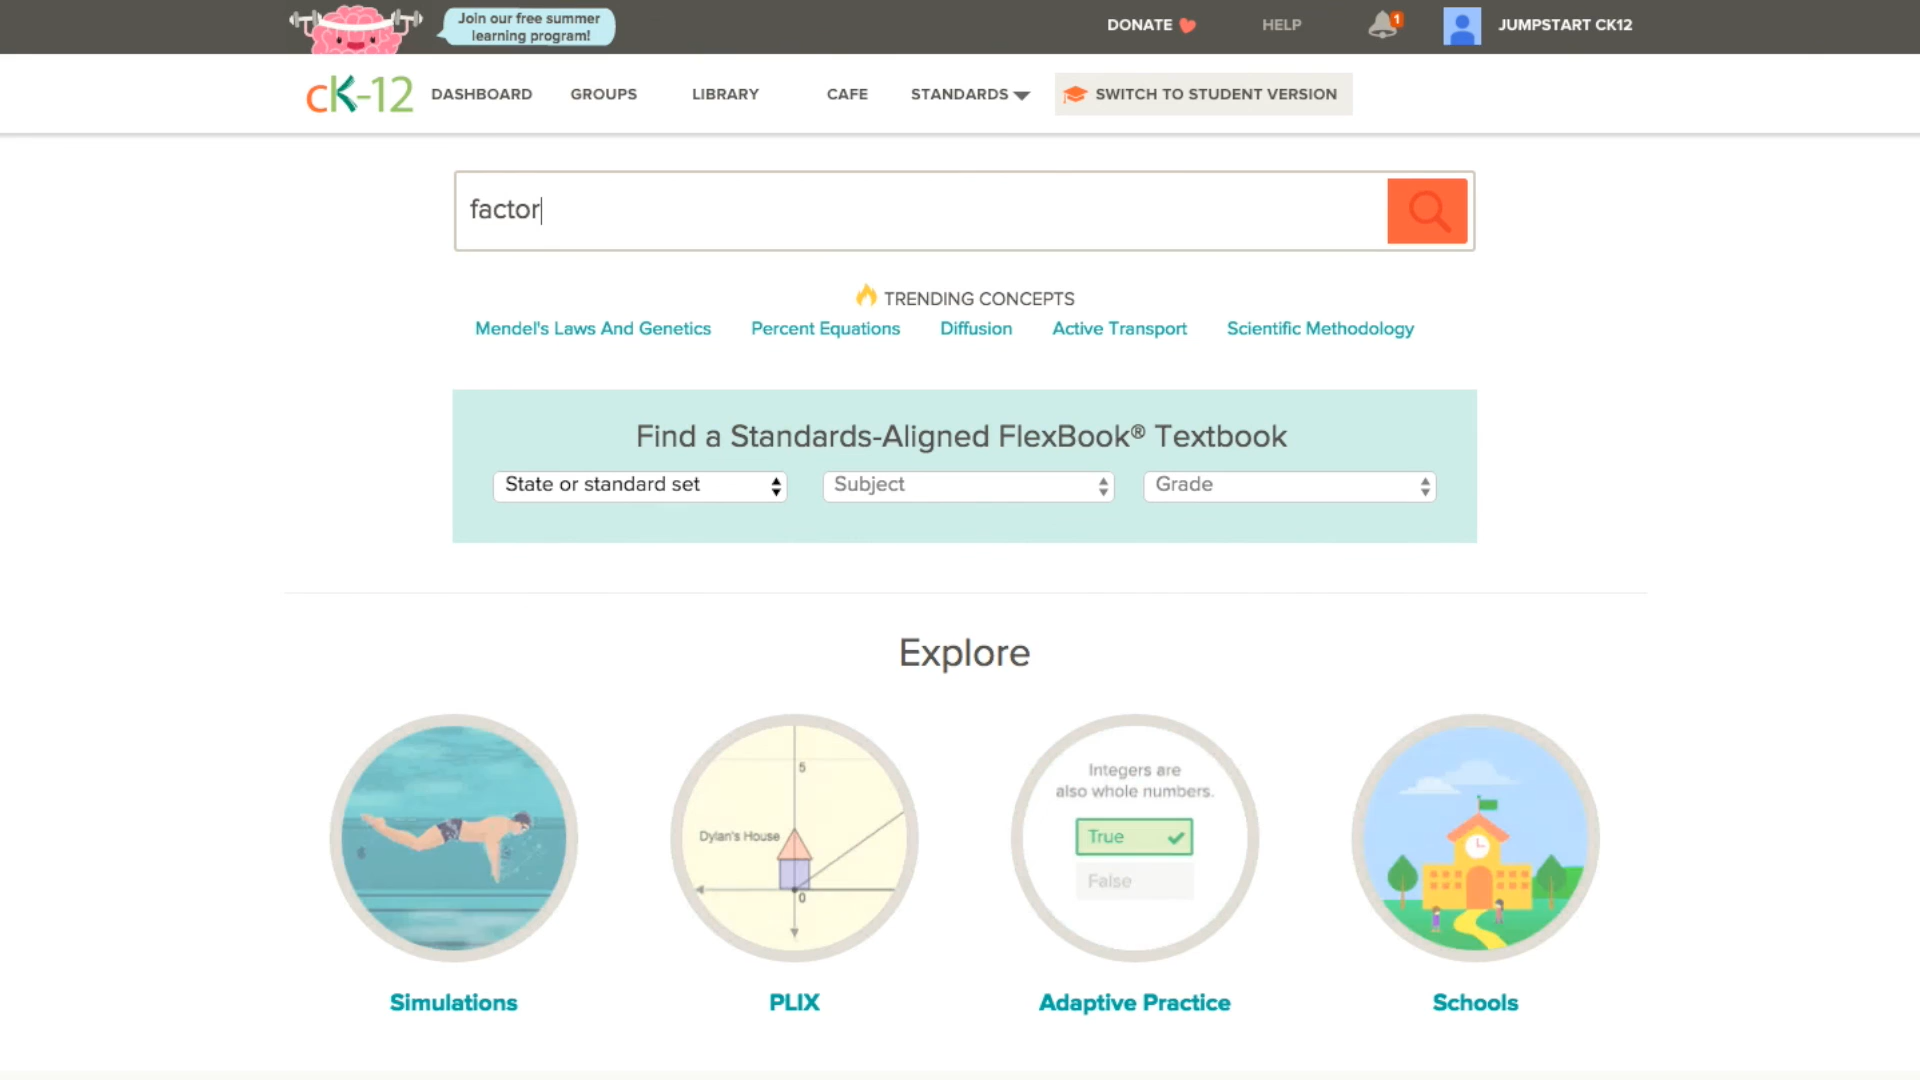 Join our free summer
learning program!
DONATE
HELP
1
JUMPSTART CK12
cK-12
DASHBOARD
GROUPS
LIBRARY
CAFE
STANDARDS
SWITCH TO STUDENT VERSION
factor
TRENDING CONCEPTS
Mendel's Laws And Genetics
Percent Equations
Diffusion
Active Transport
Scientific Methodology
Find a Standards-Aligned FlexBook® Textbook
State or standard set
Subject
Grade
Explore
5
Dylan's House
0
Integers are
also whole numbers.
True
False
Simulations
PLIX
Adaptive Practice
Schools